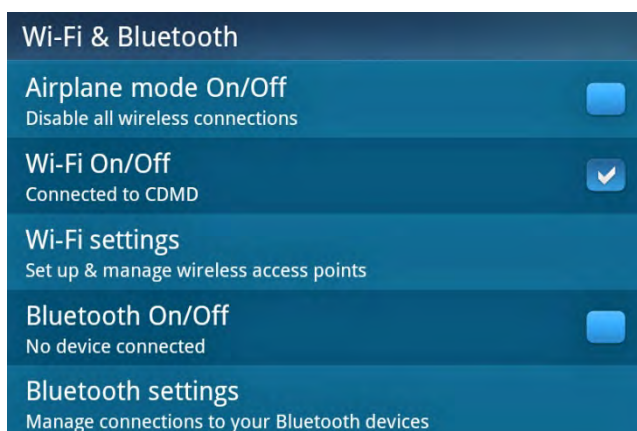 Wi-Fi & Bluetooth
Airplane mode On/Off
Disable all wireless connections
Wi-Fi On/Off
Connected to CDMD
Wi-Fi settings
Set up & manage wireless access points
Bluetooth On/Off
No device connected
Bluetooth settings
Manage connections to your Bluetooth devices